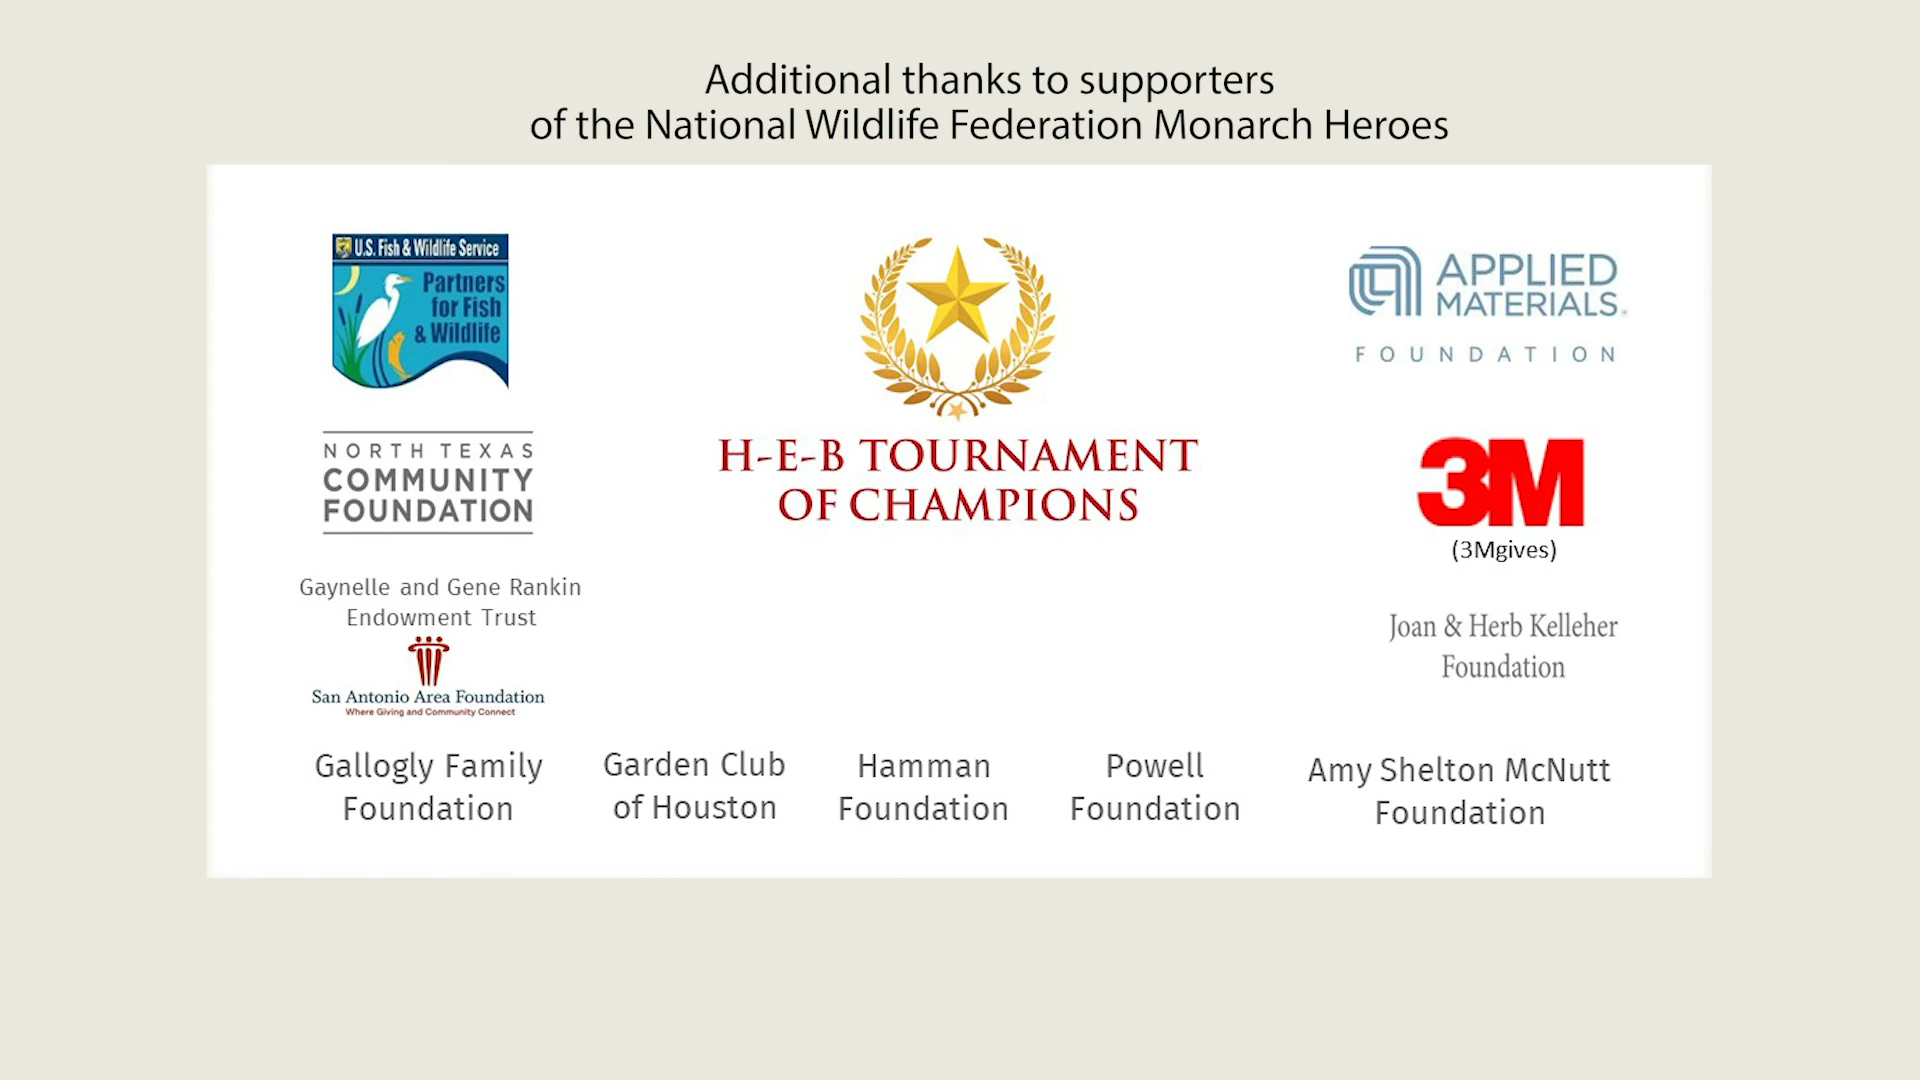 Additional thanks to supporters
of the National Wildlife Federation Monarch Heroes
U.S. Fish & Wildlife Service
Partners
for Fish
& Wildlife
H-E-B TOURNAMENT
OF CHAMPIONS
APPLIED
MATERIALS®
FOUNDATION
NORTH TEXAS
COMMUNITY
FOUNDATION
3M
(3Mgives)
Gaynelle and Gene Rankin
Endowment Trust
San Antonio Area Foundation
Where Giving and Community Connect
Joan & Herb Kelleher
Foundation
Gallogly Family
Foundation
Garden Club
of Houston
Hamman
Foundation
Powell
Foundation
Amy Shelton McNutt
Foundation